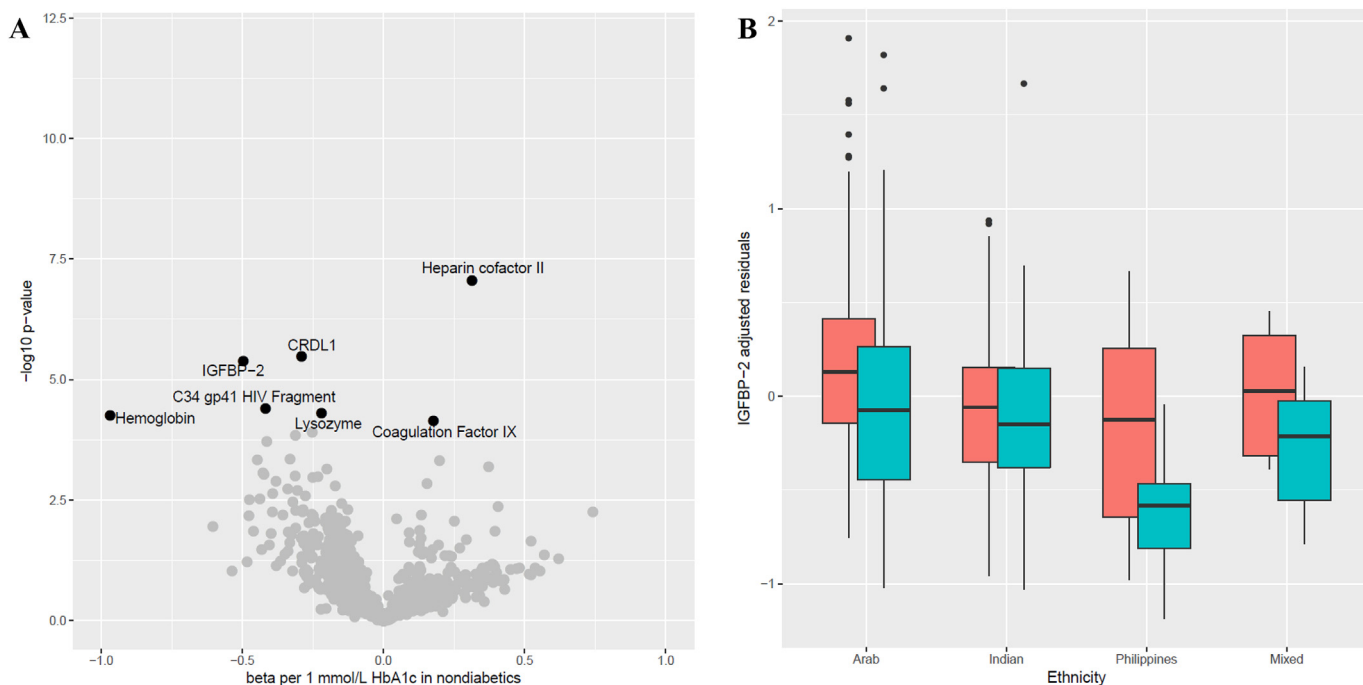 A
12.5
10.0
7.5
5.0
2.5
0.0
−log10 p−value
Heparin cofactor II
CRDL1
IGFBP−2
C34 gp41 HIV Fragment
Hemoglobin
Lysozyme
Coagulation Factor IX
−1.0 −0.5 0.0 0.5 1.0
beta per 1 mmol/L HbA1c in nondiabetics
B
2
1
0
−1
IGFBP−2 adjusted residuals
Arab Indian Philippines Mixed
Ethnicity